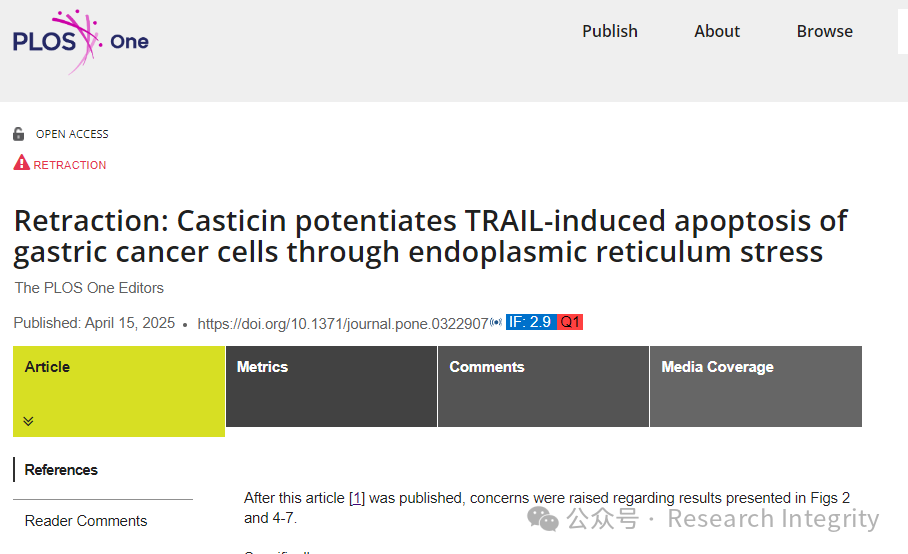 PLOS One
Publish
About
Browse
OPEN ACCESS
RETRACTION
Retraction: Casticin potentiates TRAIL-induced apoptosis of
gastric cancer cells through endoplasmic reticulum stress
The PLOS One Editors
Published: April 15, 2025 • https://doi.org/10.1371/journal.pone.0322907 IF: 2.9 Q1
Article
Metrics
Comments
Media Coverage
References
Reader Comments
After this article [1] was published, concerns were raised regarding results presented in Figs 2
and 4-7.
公众号 · Research Integrity